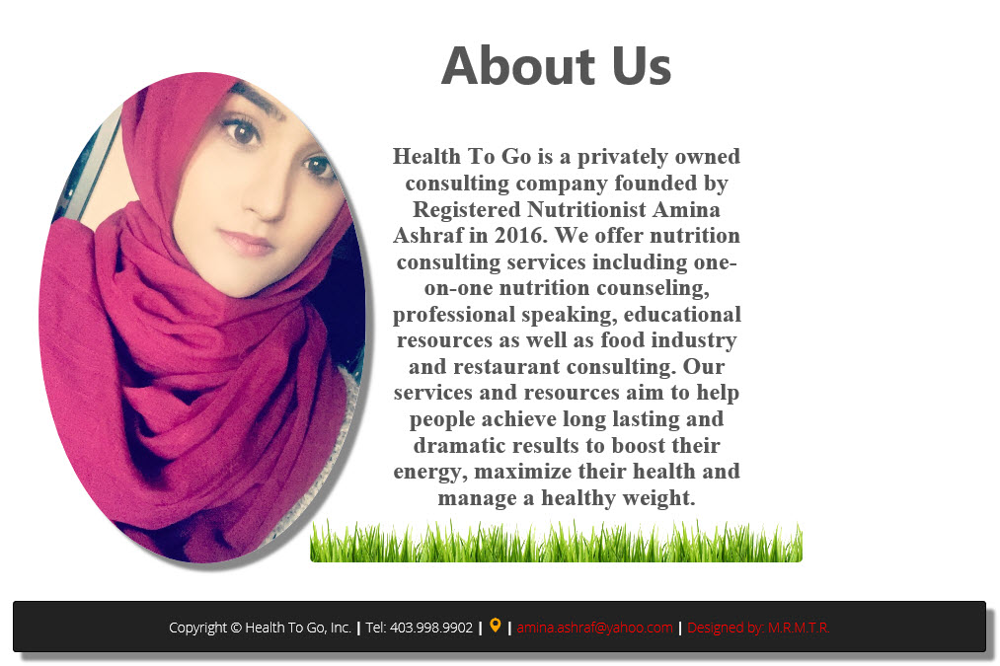 About Us
Health To Go is a privately owned
consulting company founded by
Registered Nutritionist Amina
Ashraf in 2016. We offer nutrition
consulting services including one-
on-one nutrition counseling,
professional speaking, educational
resources as well as food industry
and restaurant consulting. Our
services and resources aim to help
people achieve long lasting and
dramatic results to boost their
energy, maximize their health and
manage a healthy weight.
Copyright © Health To Go, Inc. | Tel: 403.998.9902 | | amina.ashraf@yahoo.com | Designed by: M.R.M.T.R.